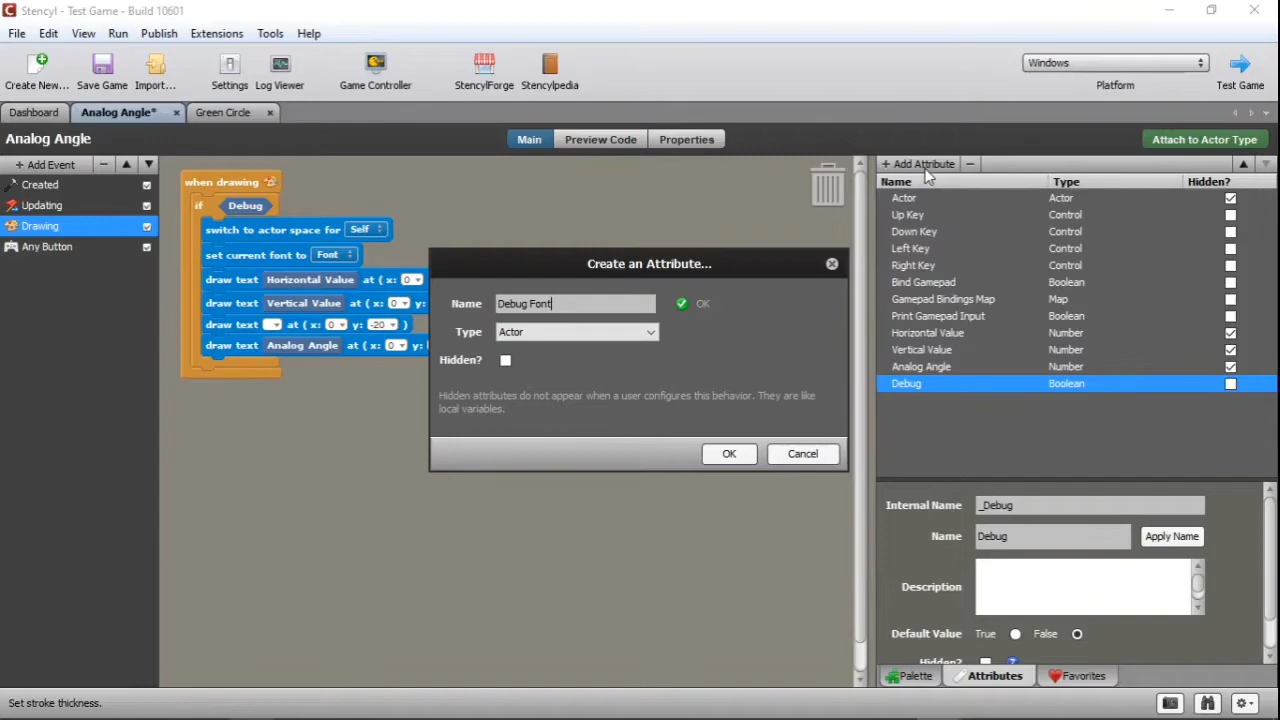 Stencyl - Test Game - Build 10601
File Edit View Run Publish Extensions Tools Help
Create New... Save Game Import... Settings Log Viewer Game Controller StencylForge Stencylpedia
Windows
Platform
Test Game
Dashboard Analog Angle* Green Circle
Analog Angle
Main Preview Code Properties
Attach to Actor Type
+ Add Event
Created
Updating
Drawing
Any Button
when drawing
if Debug
switch to actor space for Self
set current font to Font
draw text Horizontal Value at ( x: 0
draw text Vertical Value at ( x: 0 y:
draw text at ( x: 0 y: -20 )
draw text Analog Angle at ( x: 0 y:
Create an Attribute...
Name Debug Font OK
Type Actor
Hidden?
Hidden attributes do not appear when a user configures this behavior. They are
like local variables.
OK Cancel
+ Add Attribute
Name Type Hidden?
Actor Actor
Up Key Control
Down Key Control
Left Key Control
Right Key Control
Bind Gamepad Boolean
Gamepad Bindings Map Map
Print Gamepad Input Boolean
Horizontal Value Number
Vertical Value Number
Analog Angle Number
Debug Boolean
Internal Name _Debug
Name Debug Apply Name
Description
Default Value True False
Hidden? ?
Palette Attributes Favorites
Set stroke thickness.